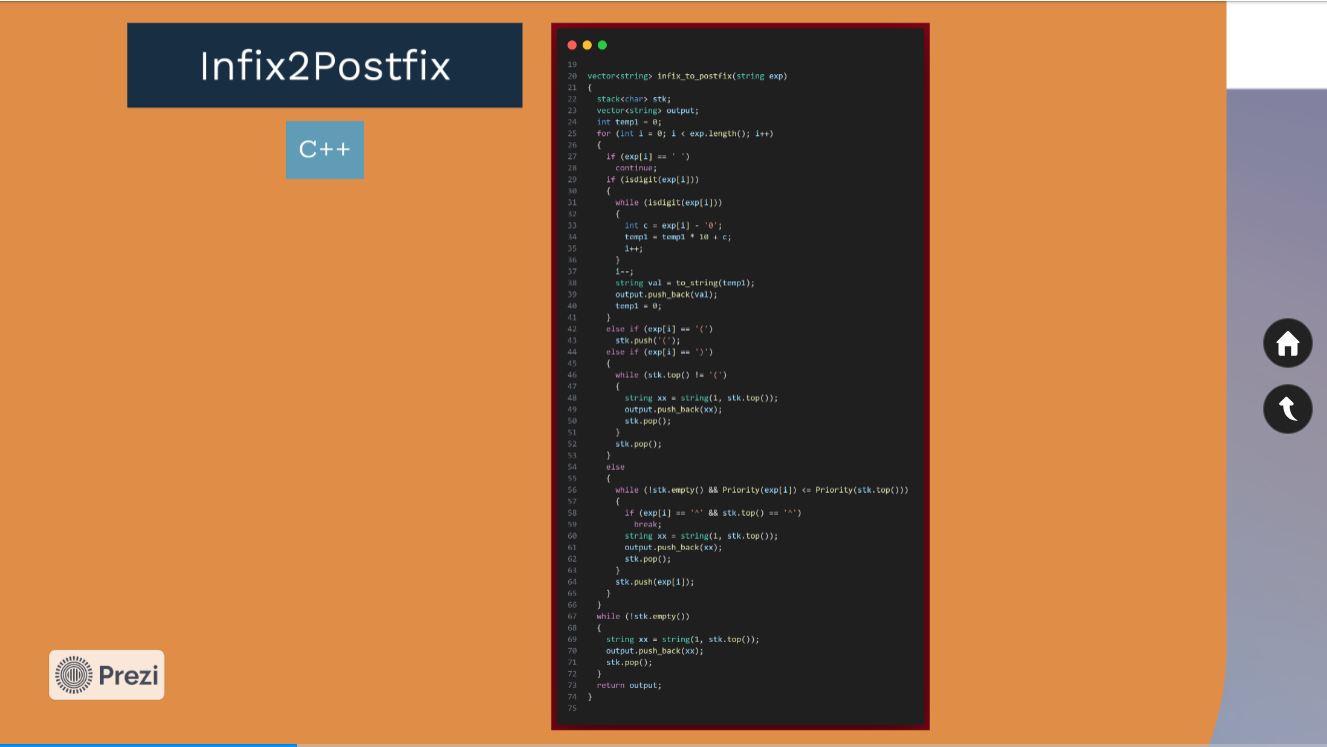 Infix2Postfix
C++
19
20 vector<string> infix_to_postfix(string exp)
21 {
22   stack<char> stk;
23   vector<string> output;
24   int temp1 = 0;
25   for (int i = 0; i < exp.length(); i++)
26   {
27     if (exp[i] == ' ')
28       continue;
29     if (isdigit(exp[i]))
30     {
31       while (isdigit(exp[i]))
32       {
33         int c = exp[i] - '0';
34         temp1 = temp1 * 10 + c;
35         i++;
36       }
37       i--;
38       string val = to_string(temp1);
39       output.push_back(val);
40       temp1 = 0;
41     }
42     else if (exp[i] == '(')
43       stk.push('(');
44     else if (exp[i] == ')')
45     {
46       while (stk.top() != '(')
47       {
48         string xx = string(1, stk.top());
49         output.push_back(xx);
50         stk.pop();
51       }
52       stk.pop();
53     }
54     else
55     {
56       while (!stk.empty() && Priority(exp[i]) <= Priority(stk.top()))
57       {
58         if (exp[i] == '^' && stk.top() == '^')
59           break;
60         string xx = string(1, stk.top());
61         output.push_back(xx);
62         stk.pop();
63       }
64       stk.push(exp[i]);
65     }
66   }
67   while (!stk.empty())
68   {
69     string xx = string(1, stk.top());
70     output.push_back(xx);
71     stk.pop();
72   }
73   return output;
74 }
75
Prezi